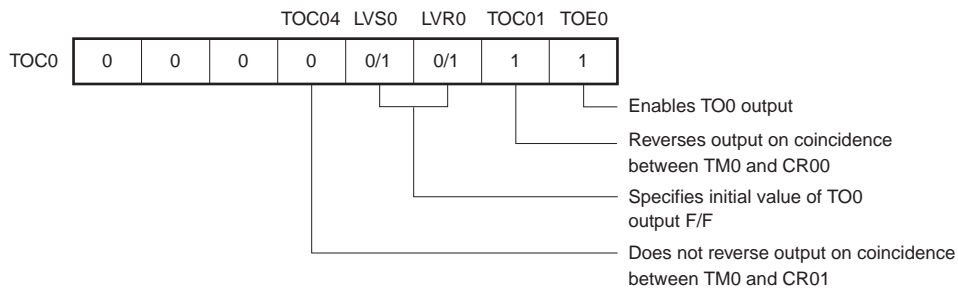 TOC04 LVS0 LVR0 TOC01 TOE0
TOC0 0 0 0 0 0/1 0/1 1 1
Enables TO0 output
Reverses output on coincidence
between TM0 and CR00
Specifies initial value of TO0
output F/F
Does not reverse output on coincidence
between TM0 and CR01